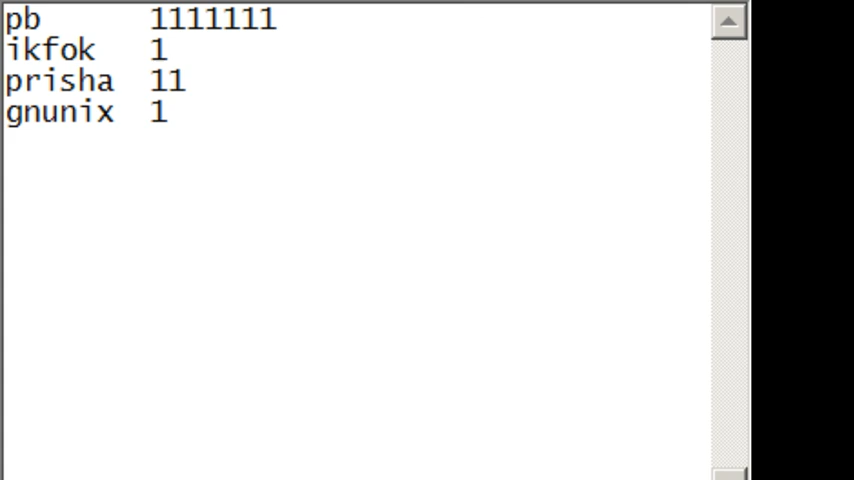 pb      1111111
ikfok   1
prisha  11
gnunix  1